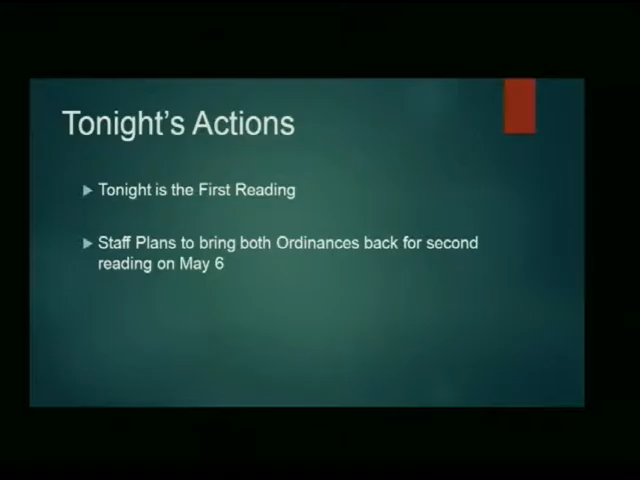 Tonight's Actions
Tonight is the First Reading
Staff Plans to bring both Ordinances back for second
reading on May 6